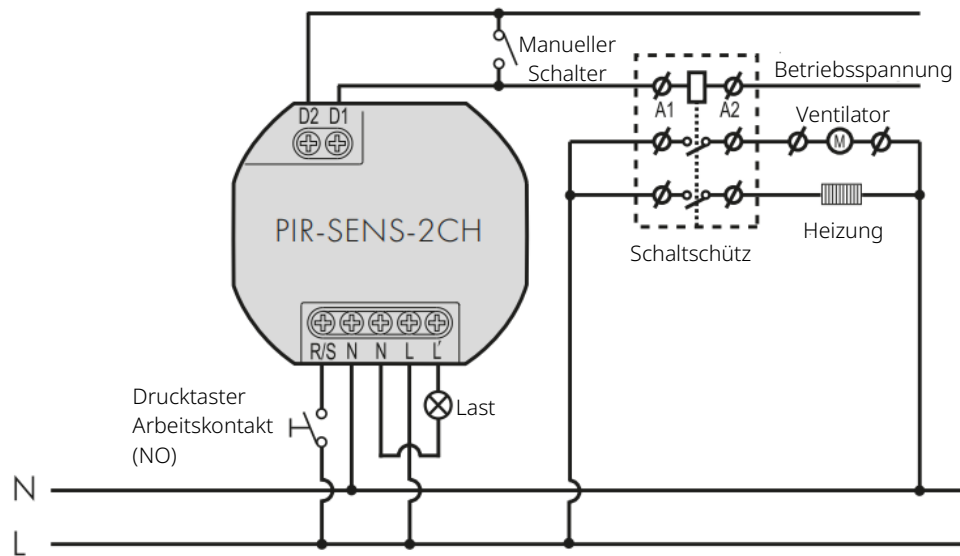 Manueller
Schalter
Betriebsspannung
A1
A2
D2 D1
Ventilator
M
PIR-SENS-2CH
Heizung
Schaltschütz
R/S N N L L'
Drucktaster
Arbeitskontakt
(NO)
Last
N
L